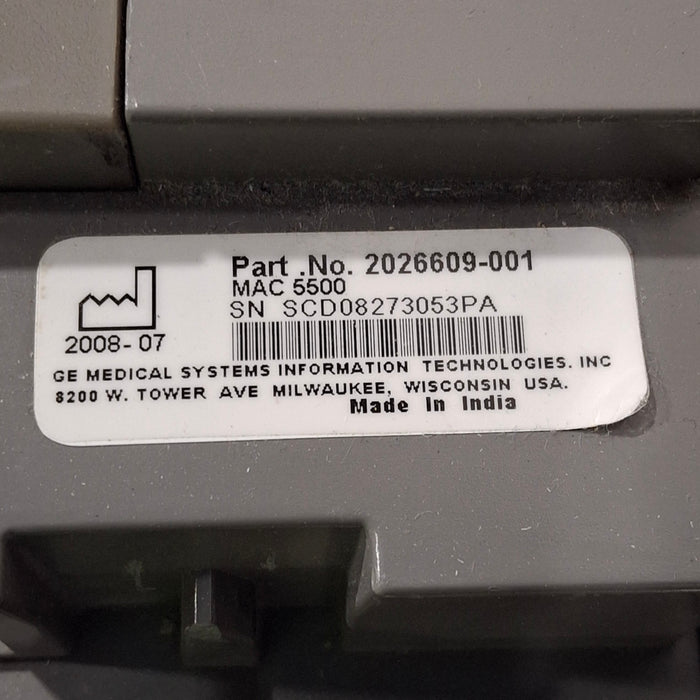 Part .No. 2026609-001
MAC 5500
SN SCD08273053PA
2008-07
GE MEDICAL SYSTEMS INFORMATION TECHNOLOGIES. INC
8200 W. TOWER AVE MILWAUKEE, WISCONSIN USA.
Made In India